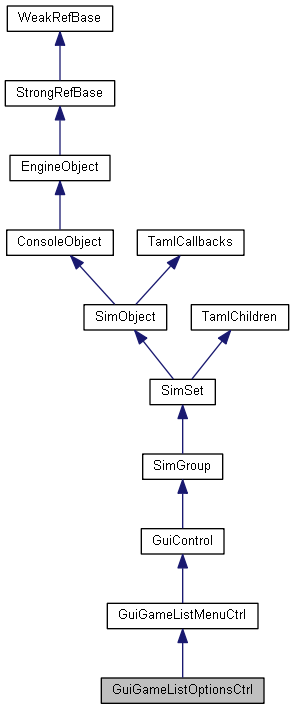 WeakRefBase
StrongRefBase
EngineObject
ConsoleObject
TamlCallbacks
SimObject
TamlChildren
SimSet
SimGroup
GuiControl
GuiGameListMenuCtrl
GuiGameListOptionsCtrl